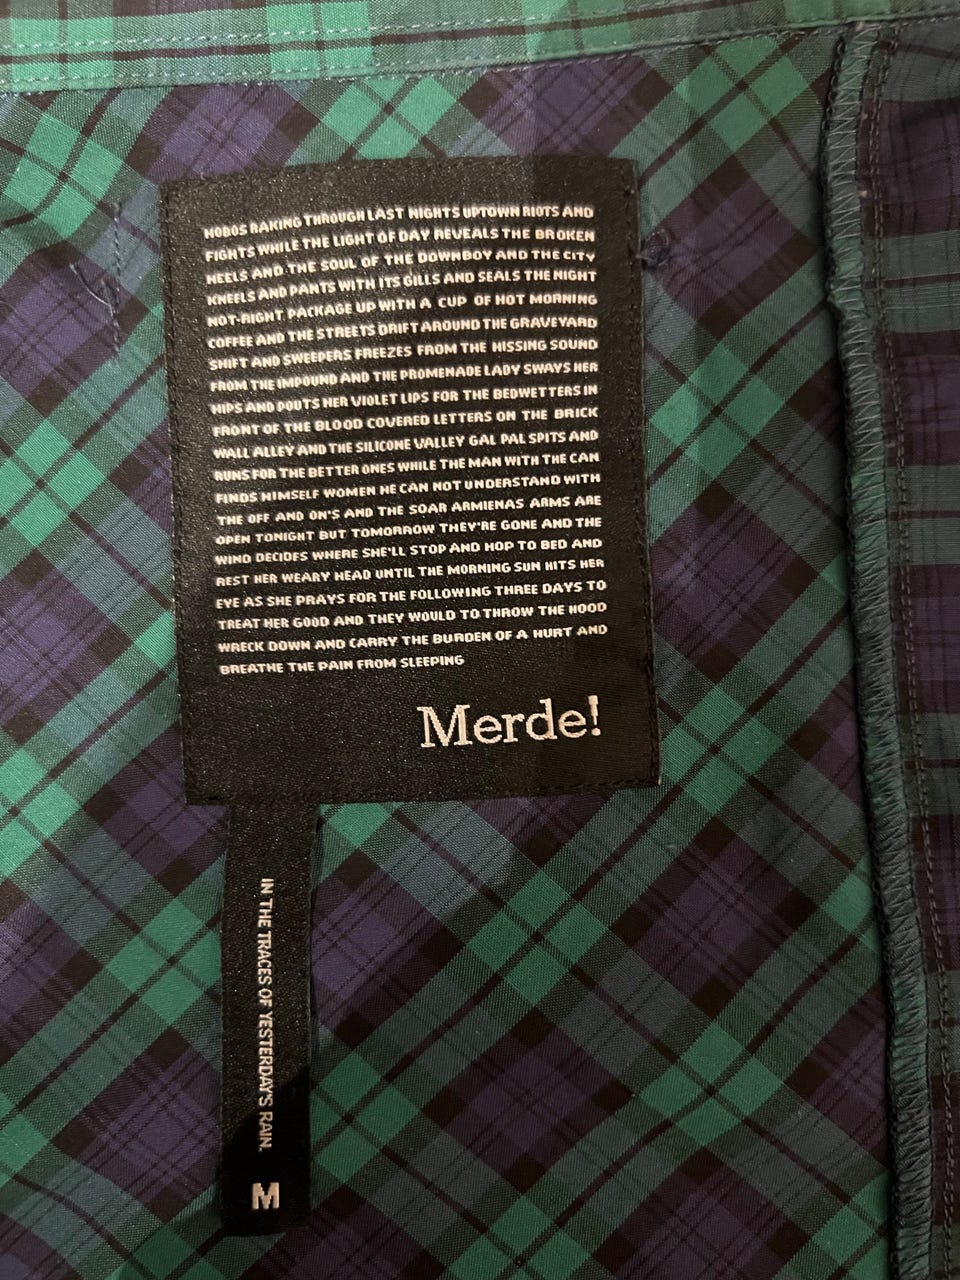 HOBOS RAKING THROUGH LAST NIGHTS UPTOWN RIOTS AND
FIGHTS WHILE THE LIGHT OF DAY REVEALS THE BROKEN
HEELS AND THE SOUL OF THE DOWNBOY AND THE CITY
KNEELS AND PANTS WITH ITS GILLS AND SEALS THE NIGHT
NOT-RIGHT PACKAGE UP WITH A CUP OF HOT MORNING
COFFEE AND THE STREETS DRIFT AROUND THE GRAVEYARD
SHIFT AND SWEEPERS FREEZES FROM THE HISSING SOUND
FROM THE IMPOUND AND THE PROMENADE LADY SWAYS HER
HIPS AND POUTS HER VIOLET LIPS FOR THE BEDWETTERS IN
FRONT OF THE BLOOD COVERED LETTERS ON THE BRICK
WALL ALLEY AND THE SILICONE VALLEY GAL PAL SPITS AND
RUNS FOR THE BETTER ONES WHILE THE MAN WITH THE CAN
FINDS HIMSELF WOMEN HE CAN NOT UNDERSTAND WITH
THE OFF AND ON'S AND THE SOAR ARMIENAS ARMS ARE
OPEN TONIGHT BUT TOMORROW THEY'RE GONE AND THE
WIND DECIDES WHERE SHE'LL STOP AND HOP TO BED AND
REST HER WEARY HEAD UNTIL THE MORNING SUN HITS HER
EYE AS SHE PRAYS FOR THE FOLLOWING THREE DAYS TO
TREAT HER GOOD AND THEY WOULD TO THROW THE HOOD
WRECK DOWN AND CARRY THE BURDEN OF A HURT AND
BREATHE THE PAIN FROM SLEEPING
Merde!
IN THE TRACES OF YESTERDAYS RAIN.
M